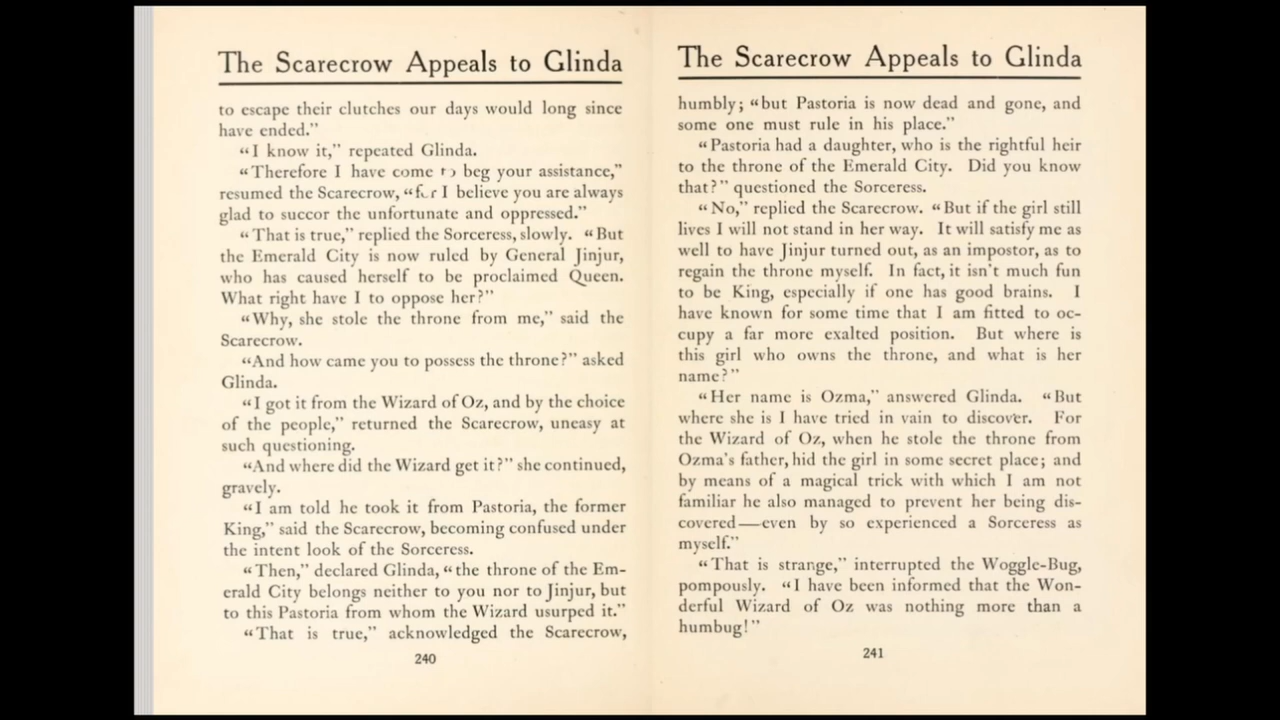 The Scarecrow Appeals to Glinda
to escape their clutches our days would long since
have ended.”
“I know it,” repeated Glinda.
“Therefore I have come to beg your assistance,”
resumed the Scarecrow, “for I believe you are always
glad to succor the unfortunate and oppressed.”
“That is true,” replied the Sorceress, slowly. “But
the Emerald City is now ruled by General Jinjur,
who has caused herself to be proclaimed Queen.
What right have I to oppose her?”
“Why, she stole the throne from me,” said the
Scarecrow.
“And how came you to possess the throne?” asked
Glinda.
“I got it from the Wizard of Oz, and by the choice
of the people,” returned the Scarecrow, uneasy at
such questioning.
“And where did the Wizard get it?” she continued,
gravely.
“I am told he took it from Pastoria, the former
King,” said the Scarecrow, becoming confused under
the intent look of the Sorceress.
“Then,” declared Glinda, “the throne of the Em-
erald City belongs neither to you nor to Jinjur, but
to this Pastoria from whom the Wizard usurped it.”
“That is true,” acknowledged the Scarecrow,
240
The Scarecrow Appeals to Glinda
humbly; “but Pastoria is now dead and gone, and
some one must rule in his place.”
“Pastoria had a daughter, who is the rightful heir
to the throne of the Emerald City. Did you know
that?” questioned the Sorceress.
“No,” replied the Scarecrow. “But if the girl still
lives I will not stand in her way. It will satisfy me as
well to have Jinjur turned out, as an impostor, as to
regain the throne myself. In fact, it isn't much fun
to be King, especially if one has good brains. I
have known for some time that I am fitted to oc-
cupy a far more exalted position. But where is
this girl who owns the throne, and what is her
name?”
“Her name is Ozma,” answered Glinda. “But
where she is I have tried in vain to discover. For
the Wizard of Oz, when he stole the throne from
Ozma's father, hid the girl in some secret place; and
by means of a magical trick with which I am not
familiar he also managed to prevent her being dis-
covered—even by so experienced a Sorceress as
myself.”
“That is strange,” interrupted the Woggle-Bug,
pompously. “I have been informed that the Won-
derful Wizard of Oz was nothing more than a
humbug!”
241